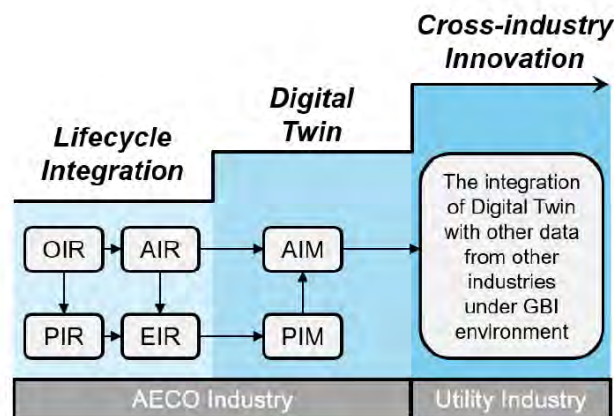 Cross-industry
Innovation
Digital
Twin
Lifecycle
Integration
OIR
AIR
AIM
PIR
EIR
PIM
The integration
of Digital Twin
with other data
from other
industries
under GBI
environment
AECO Industry
Utility Industry